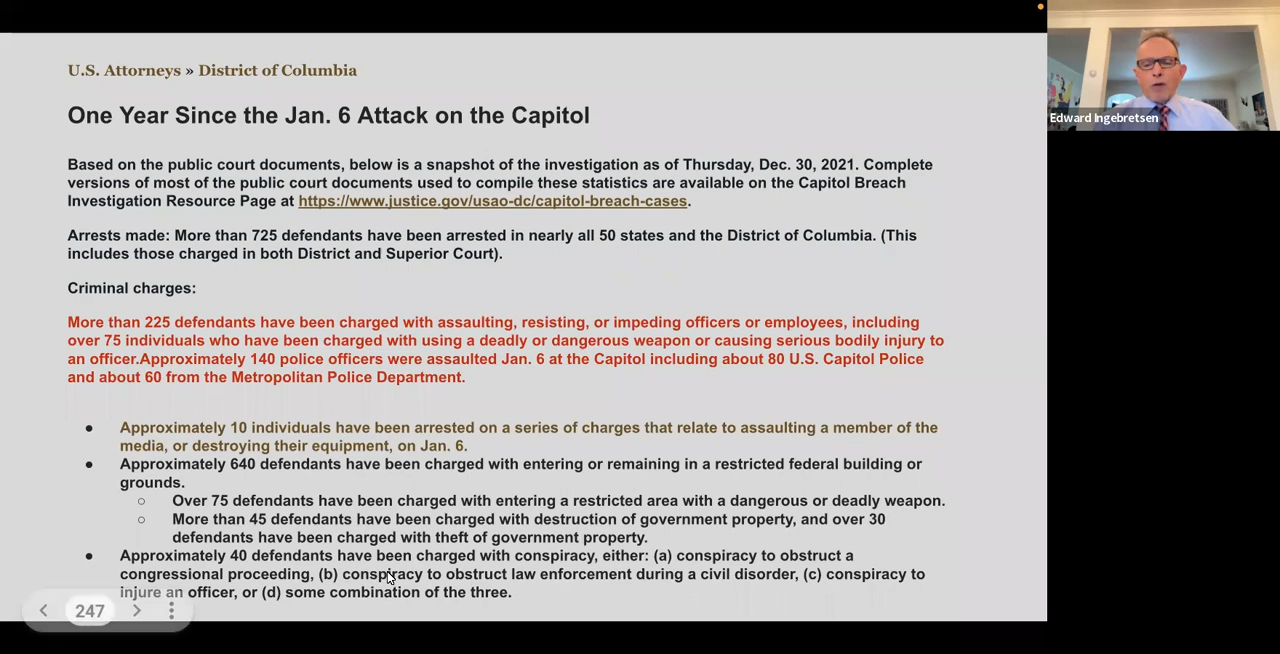 U.S. Attorneys » District of Columbia
One Year Since the Jan. 6 Attack on the Capitol
Based on the public court documents, below is a snapshot of the investigation as of Thursday, Dec. 30, 2021. Complete
versions of most of the public court documents used to compile these statistics are available on the Capitol Breach
Investigation Resource Page at https://www.justice.gov/usao-dc/capitol-breach-cases.
Arrests made: More than 725 defendants have been arrested in nearly all 50 states and the District of Columbia. (This
includes those charged in both District and Superior Court).
Criminal charges:
More than 225 defendants have been charged with assaulting, resisting, or impeding officers or employees, including
over 75 individuals who have been charged with using a deadly or dangerous weapon or causing serious bodily injury to
an officer.Approximately 140 police officers were assaulted Jan. 6 at the Capitol including about 80 U.S. Capitol Police
and about 60 from the Metropolitan Police Department.
● Approximately 10 individuals have been arrested on a series of charges that relate to assaulting a member of the
media, or destroying their equipment, on Jan. 6.
● Approximately 640 defendants have been charged with entering or remaining in a restricted federal building or
grounds.
○ Over 75 defendants have been charged with entering a restricted area with a dangerous or deadly weapon.
○ More than 45 defendants have been charged with destruction of government property, and over 30
defendants have been charged with theft of government property.
● Approximately 40 defendants have been charged with conspiracy, either: (a) conspiracy to obstruct a
congressional proceeding, (b) conspiracy to obstruct law enforcement during a civil disorder, (c) conspiracy to
injure an officer, or (d) some combination of the three.
247
Edward Ingebretsen